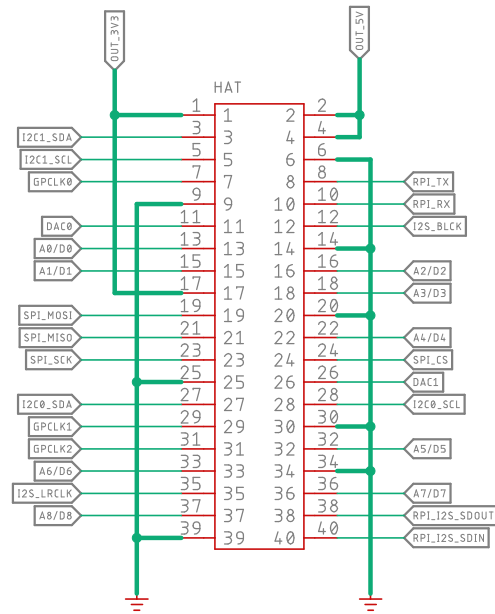 OUT_3V3
OUT_5V
HAT
1 1 2 2
I2C1_SDA 3 3 4 4
I2C1_SCL 5 5 6 6
GPCLK0 7 7 8 8 RPI_TX
9 9 10 10 RPI_RX
DAC0 11 11 12 12 I2S_BLCK
A0/D0 13 13 14 14
A1/D1 15 15 16 16 A2/D2
17 17 18 18 A3/D3
SPI_MOSI 19 19 20 20
SPI_MISO 21 21 22 22 A4/D4
SPI_SCK 23 23 24 24 SPI_CS
25 25 26 26 DAC1
I2C0_SDA 27 27 28 28 I2C0_SCL
GPCLK1 29 29 30 30
GPCLK2 31 31 32 32 A5/D5
A6/D6 33 33 34 34
I2S_LRCLK 35 35 36 36 A7/D7
A8/D8 37 37 38 38 RPI_I2S_SDOUT
39 39 40 40 RPI_I2S_SDIN